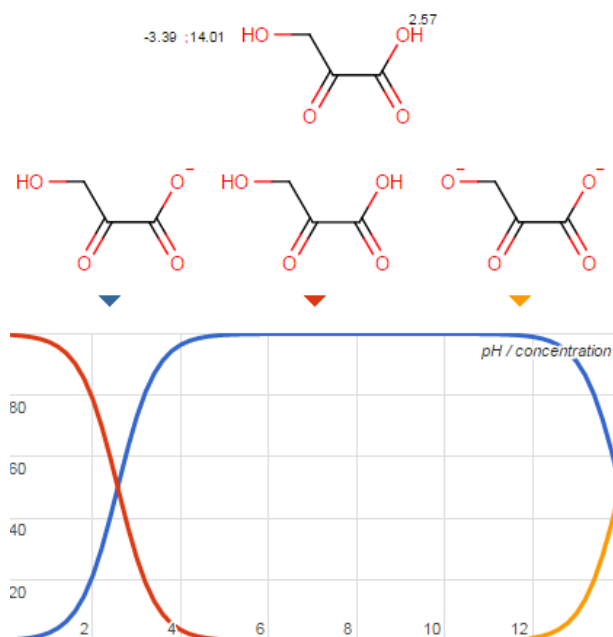 2.57
-3.39 ;14.01 HO OH
O O
HO O⁻ HO OH O⁻ O⁻
O O O O O O
pH / concentration
80
60
40
20
2 4 6 8 10 12